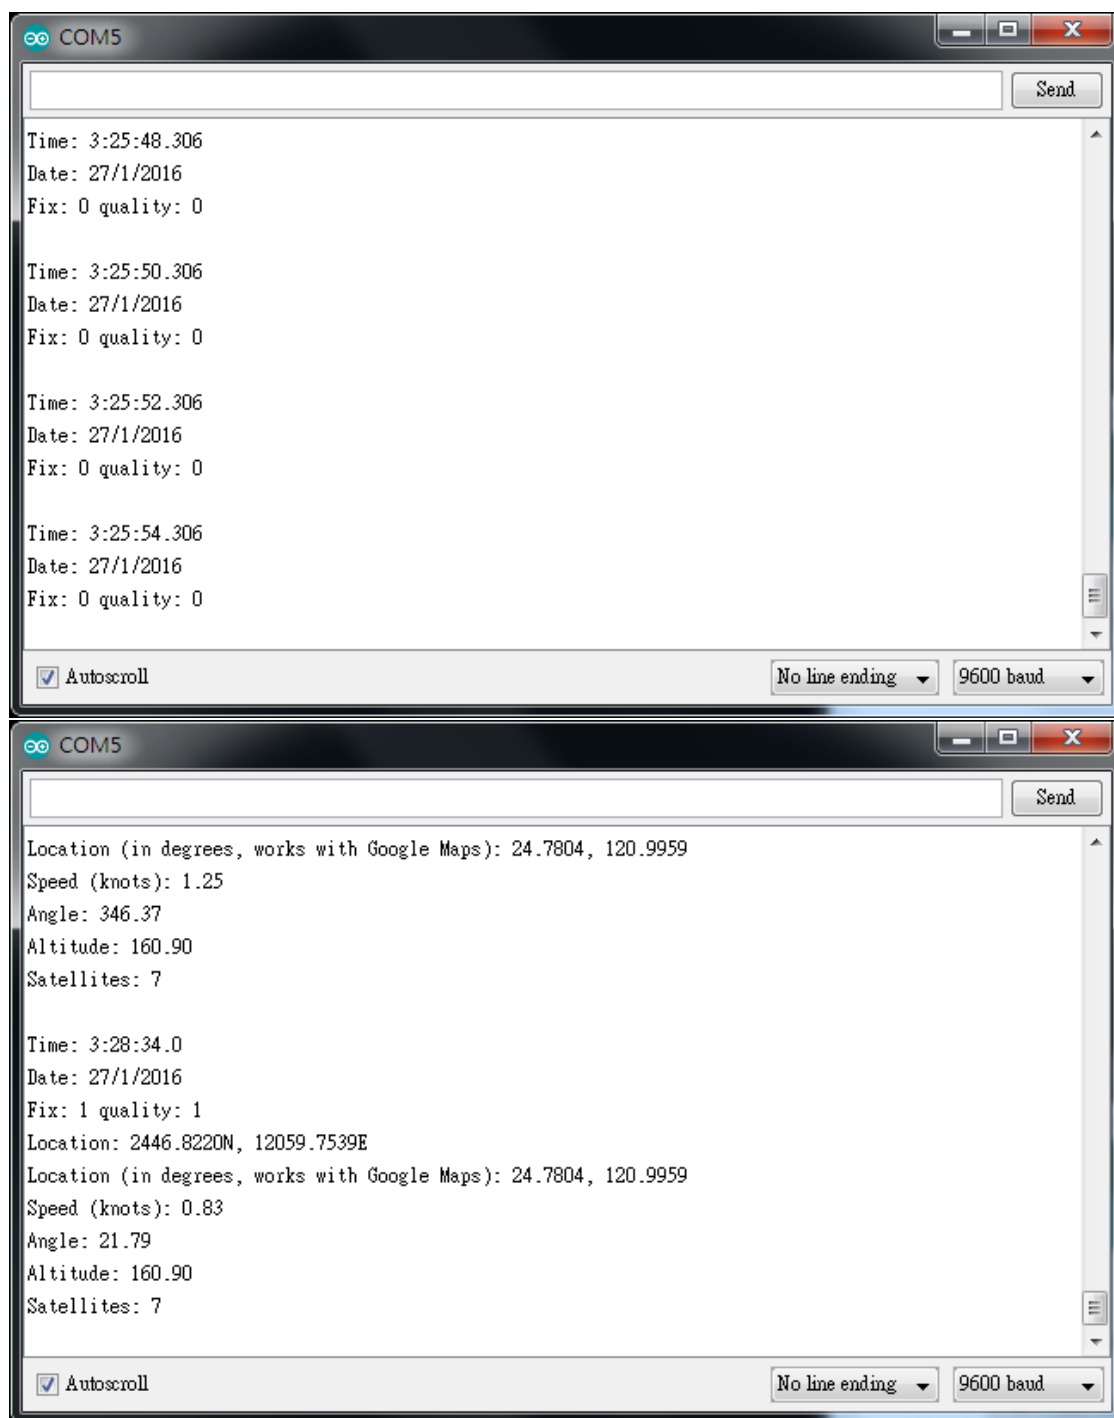 COM5
Send
Time: 3:25:48.306
Date: 27/1/2016
Fix: 0 quality: 0
Time: 3:25:50.306
Date: 27/1/2016
Fix: 0 quality: 0
Time: 3:25:52.306
Date: 27/1/2016
Fix: 0 quality: 0
Time: 3:25:54.306
Date: 27/1/2016
Fix: 0 quality: 0
Autoscroll
No line ending
9600 baud
COM5
Send
Location (in degrees, works with Google Maps): 24.7804, 120.9959
Speed (knots): 1.25
Angle: 346.37
Altitude: 160.90
Satellites: 7
Time: 3:28:34.0
Date: 27/1/2016
Fix: 1 quality: 1
Location: 2446.8220N, 12059.7539E
Location (in degrees, works with Google Maps): 24.7804, 120.9959
Speed (knots): 0.83
Angle: 21.79
Altitude: 160.90
Satellites: 7
Autoscroll
No line ending
9600 baud